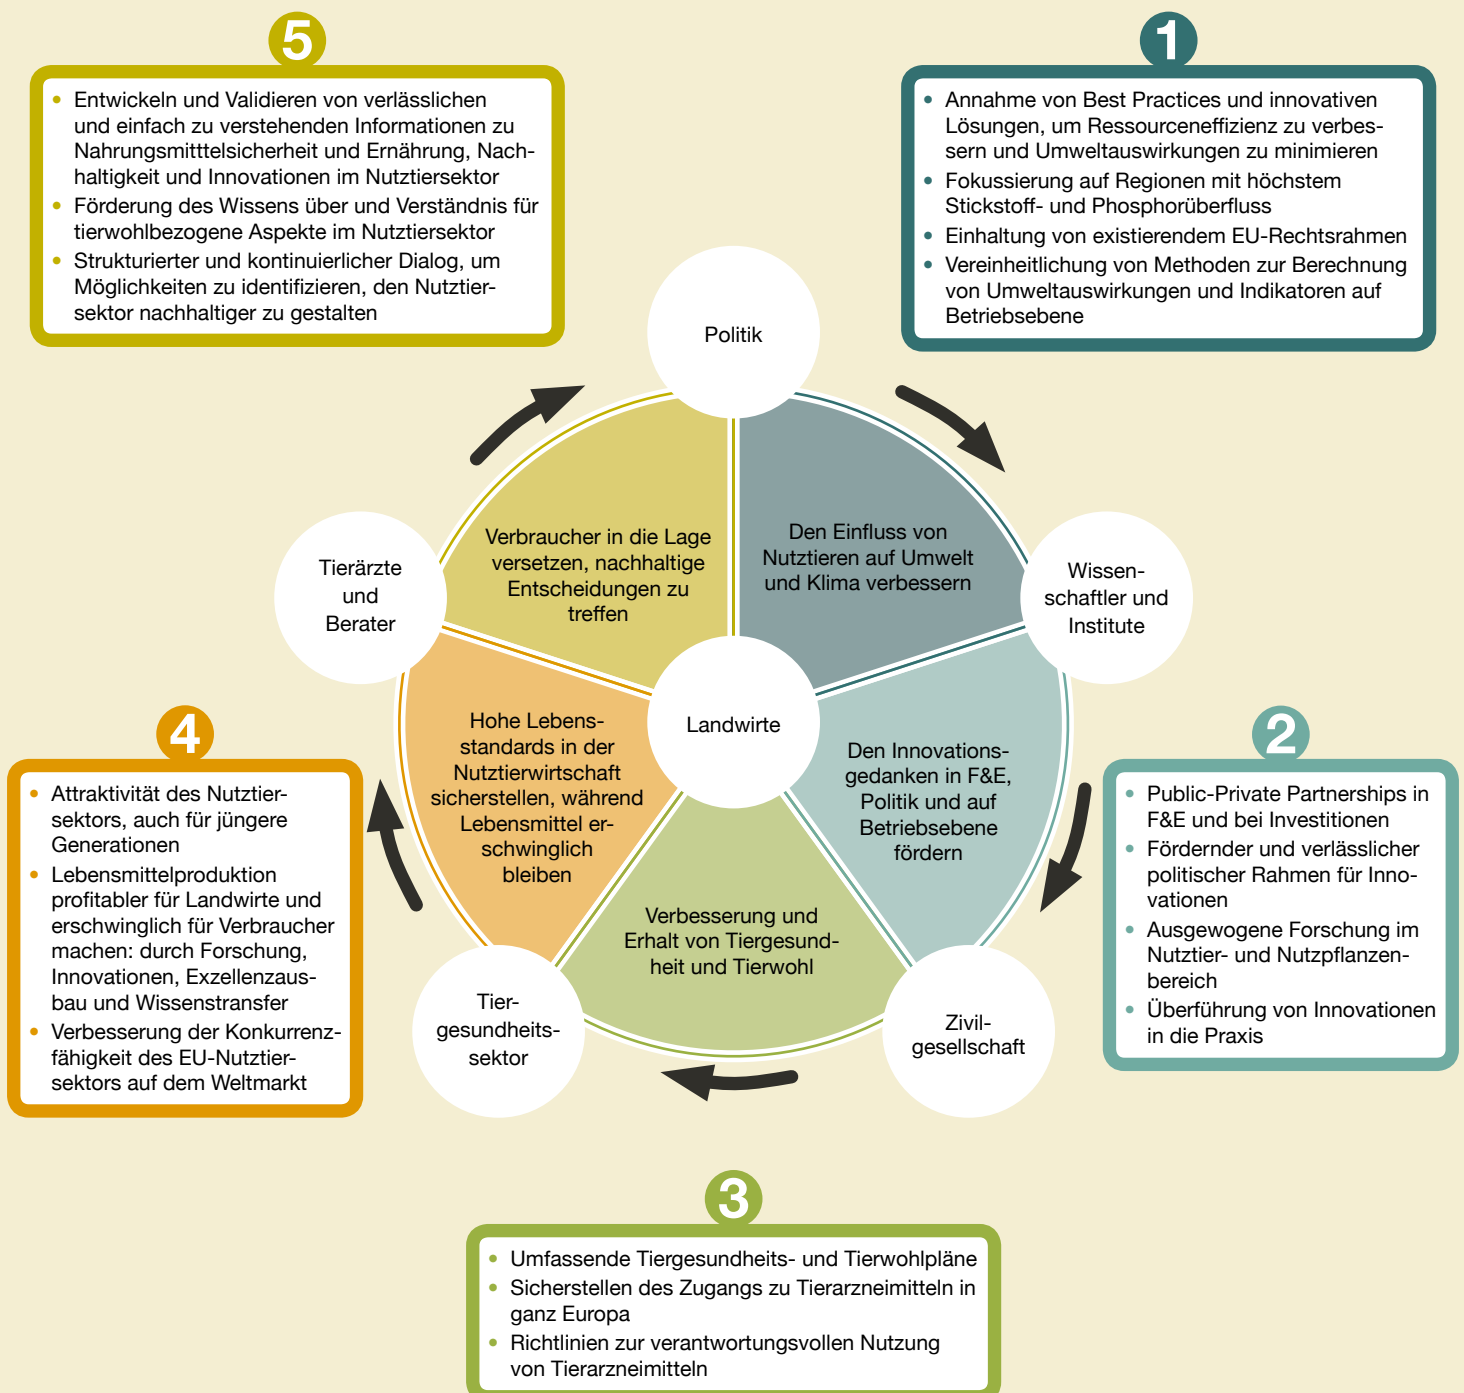 5
Entwickeln und Validieren von verlässlichen
und einfach zu verstehenden Informationen zu
Nahrungsmitttelsicherheit und Ernährung, Nach-
haltigkeit und Innovationen im Nutztiersektor
Förderung des Wissens über und Verständnis für
tierwohlbezogene Aspekte im Nutztiersektor
Strukturierter und kontinuierlicher Dialog, um
Möglichkeiten zu identifizieren, den Nutztier-
sektor nachhaltiger zu gestalten
1
Annahme von Best Practices und innovativen
Lösungen, um Ressourceneffizienz zu verbes-
sern und Umweltauswirkungen zu minimieren
Fokussierung auf Regionen mit höchstem
Stickstoff- und Phosphorüberfluss
Einhaltung von existierendem EU-Rechtsrahmen
Vereinheitlichung von Methoden zur Berechnung
von Umweltauswirkungen und Indikatoren auf
Betriebsebene
Politik
Verbraucher in die Lage
versetzen, nachhaltige
Entscheidungen zu
treffen
Den Einfluss von
Nutztieren auf Umwelt
und Klima verbessern
Tierärzte
und
Berater
Wissen-
schaftler und
Institute
Hohe Lebens-
standards in der
Nutztierwirtschaft
sicherstellen, während
Lebensmittel er-
schwinglich
bleiben
Landwirte
Den Innovations-
gedanken in F&E,
Politik und auf
Betriebsebene
fördern
Verbesserung und
Erhalt von Tiergesund-
heit und Tierwohl
Tier-
gesundheits-
sektor
Zivil-
gesellschaft
4
Attraktivität des Nutztier-
sektors, auch für jüngere
Generationen
Lebensmittelproduktion
profitabler für Landwirte und
erschwinglich für Verbraucher
machen: durch Forschung,
Innovationen, Exzellenzaus-
bau und Wissenstransfer
Verbesserung der Konkurrenz-
fähigkeit des EU-Nutztier-
sektors auf dem Weltmarkt
2
Public-Private Partnerships in
F&E und bei Investitionen
Fördernder und verlässlicher
politischer Rahmen für Inno-
vationen
Ausgewogene Forschung im
Nutztier- und Nutzpflanzen-
bereich
Überführung von Innovationen
in die Praxis
3
Umfassende Tiergesundheits- und Tierwohlpläne
Sicherstellen des Zugangs zu Tierarzneimitteln in
ganz Europa
Richtlinien zur verantwortungsvollen Nutzung
von Tierarzneimitteln